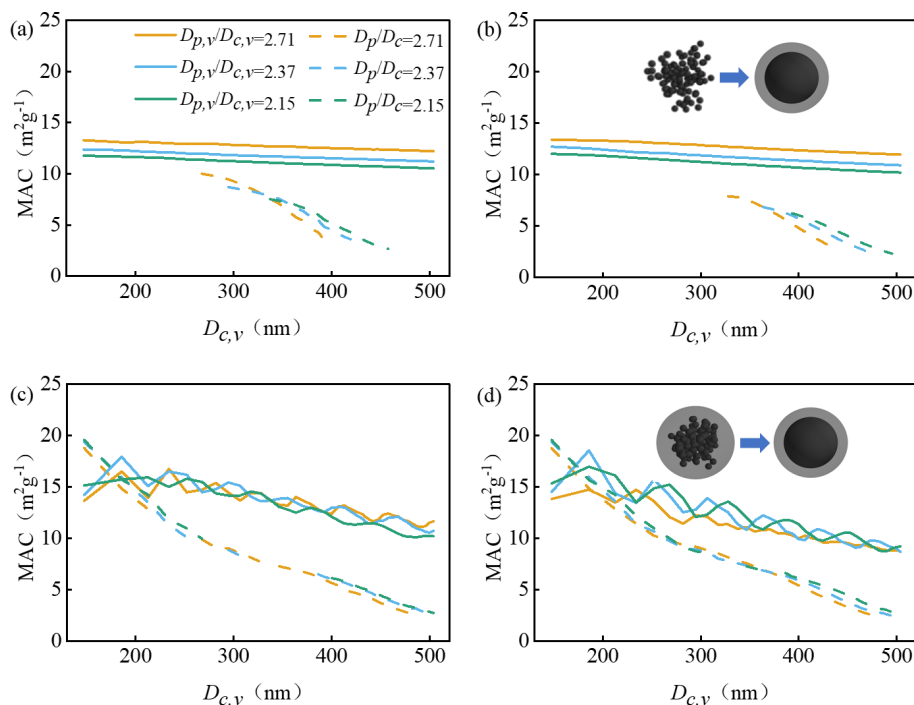 (a)
D_{p,v}/D_{c,v}=2.71
D_p/D_c=2.71
D_{p,v}/D_{c,v}=2.37
D_p/D_c=2.37
D_{p,v}/D_{c,v}=2.15
D_p/D_c=2.15
MAC（m²g⁻¹）
25
20
15
10
5
0
200
300
400
500
D_{c,v}（nm）
(b)
MAC（m²g⁻¹）
25
20
15
10
5
0
200
300
400
500
D_{c,v}（nm）
(c)
MAC（m²g⁻¹）
25
20
15
10
5
0
200
300
400
500
D_{c,v}（nm）
(d)
MAC（m²g⁻¹）
25
20
15
10
5
0
200
300
400
500
D_{c,v}（nm）